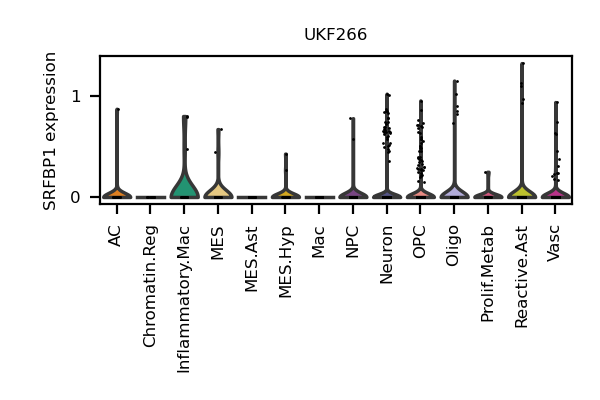 UKF266
SRFBP1 expression
1
0
AC
Chromatin.Reg
Inflammatory.Mac
MES
MES.Ast
MES.Hyp
Mac
NPC
Neuron
OPC
Oligo
Prolif.Metab
Reactive.Ast
Vasc